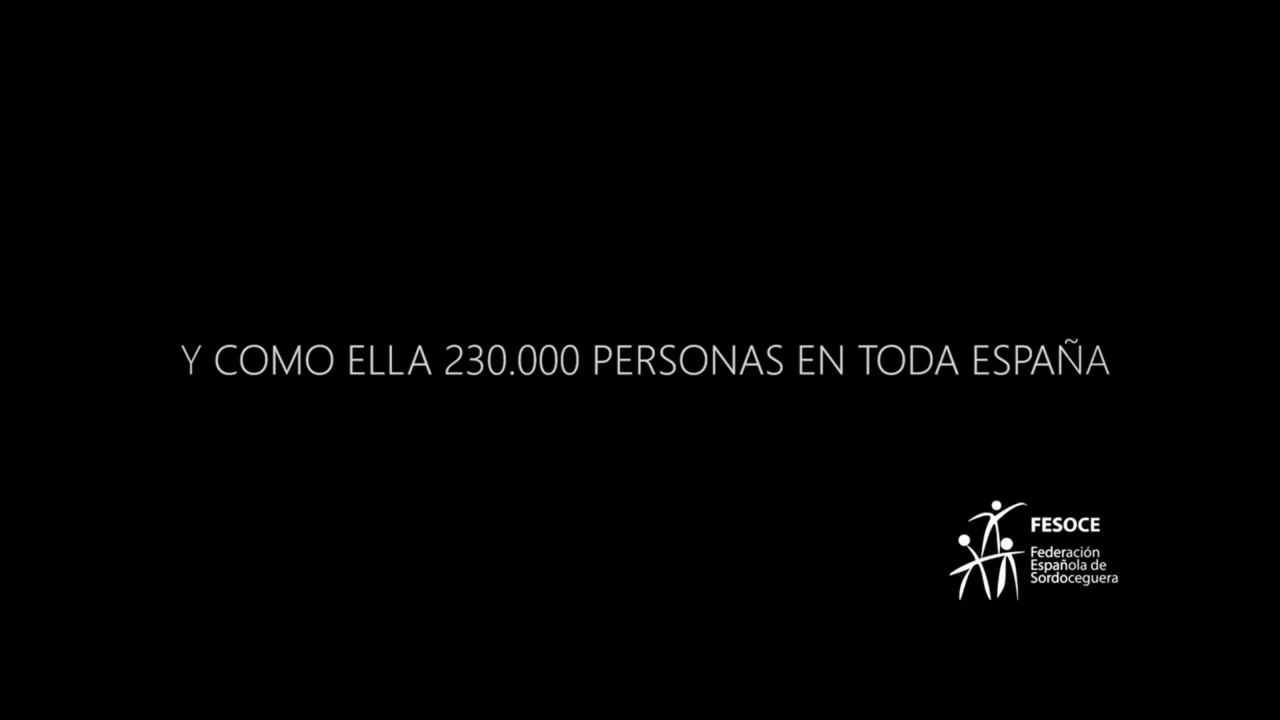 Y COMO ELLA 230.000 PERSONAS EN TODA ESPAÑA
FESOCE
Federación
Española de
Sordoceguera